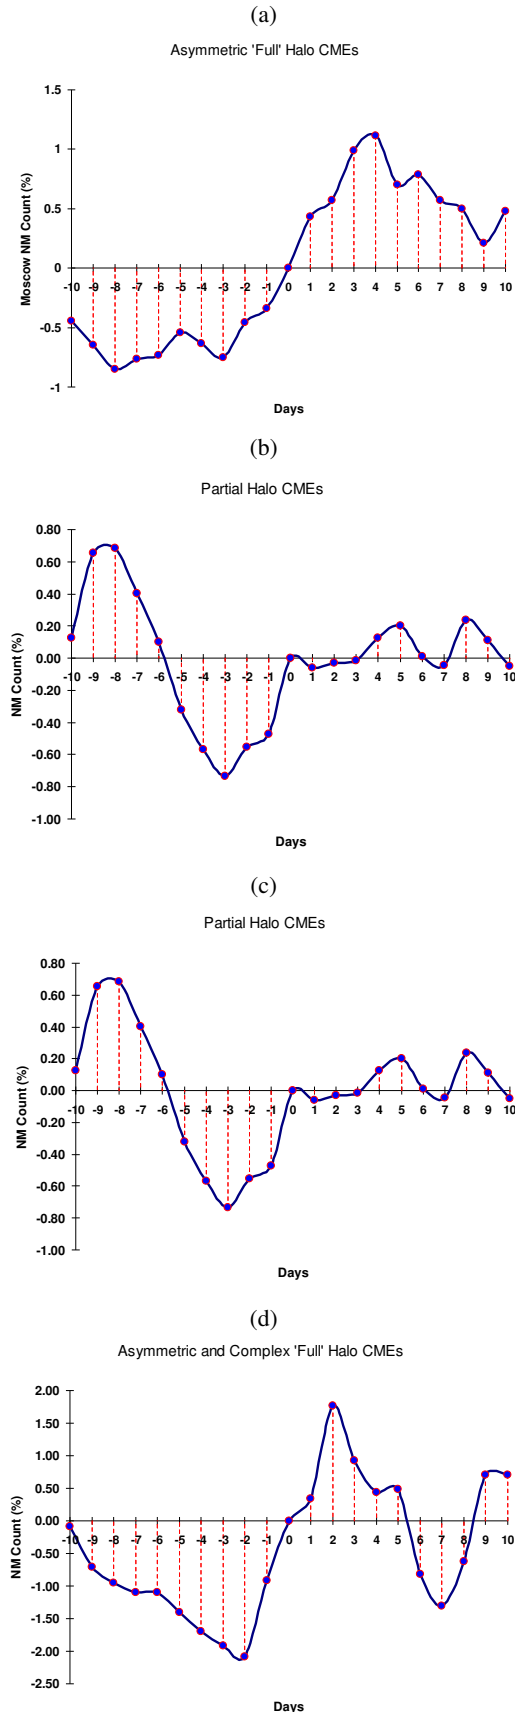 (a)
Asymmetric 'Full' Halo CMEs
Moscow NM Count (%)
1.5
1
0.5
0
-0.5
-1
-10 -9 -8 -7 -6 -5 -4 -3 -2 -1 0 1 2 3 4 5 6 7 8 9 10
Days
(b)
Partial Halo CMEs
NM Count (%)
0.80
0.60
0.40
0.20
0.00
-0.20
-0.40
-0.60
-0.80
-1.00
-10 -9 -8 -7 -6 -5 -4 -3 -2 -1 0 1 2 3 4 5 6 7 8 9 10
Days
(c)
Partial Halo CMEs
NM Count (%)
0.80
0.60
0.40
0.20
0.00
-0.20
-0.40
-0.60
-0.80
-1.00
-10 -9 -8 -7 -6 -5 -4 -3 -2 -1 0 1 2 3 4 5 6 7 8 9 10
Days
(d)
Asymmetric and Complex 'Full' Halo CMEs
NM Count (%)
2.00
1.50
1.00
0.50
0.00
-0.50
-1.00
-1.50
-2.00
-2.50
-10 -9 -8 -7 -6 -5 -4 -3 -2 -1 0 1 2 3 4 5 6 7 8 9 10
Days